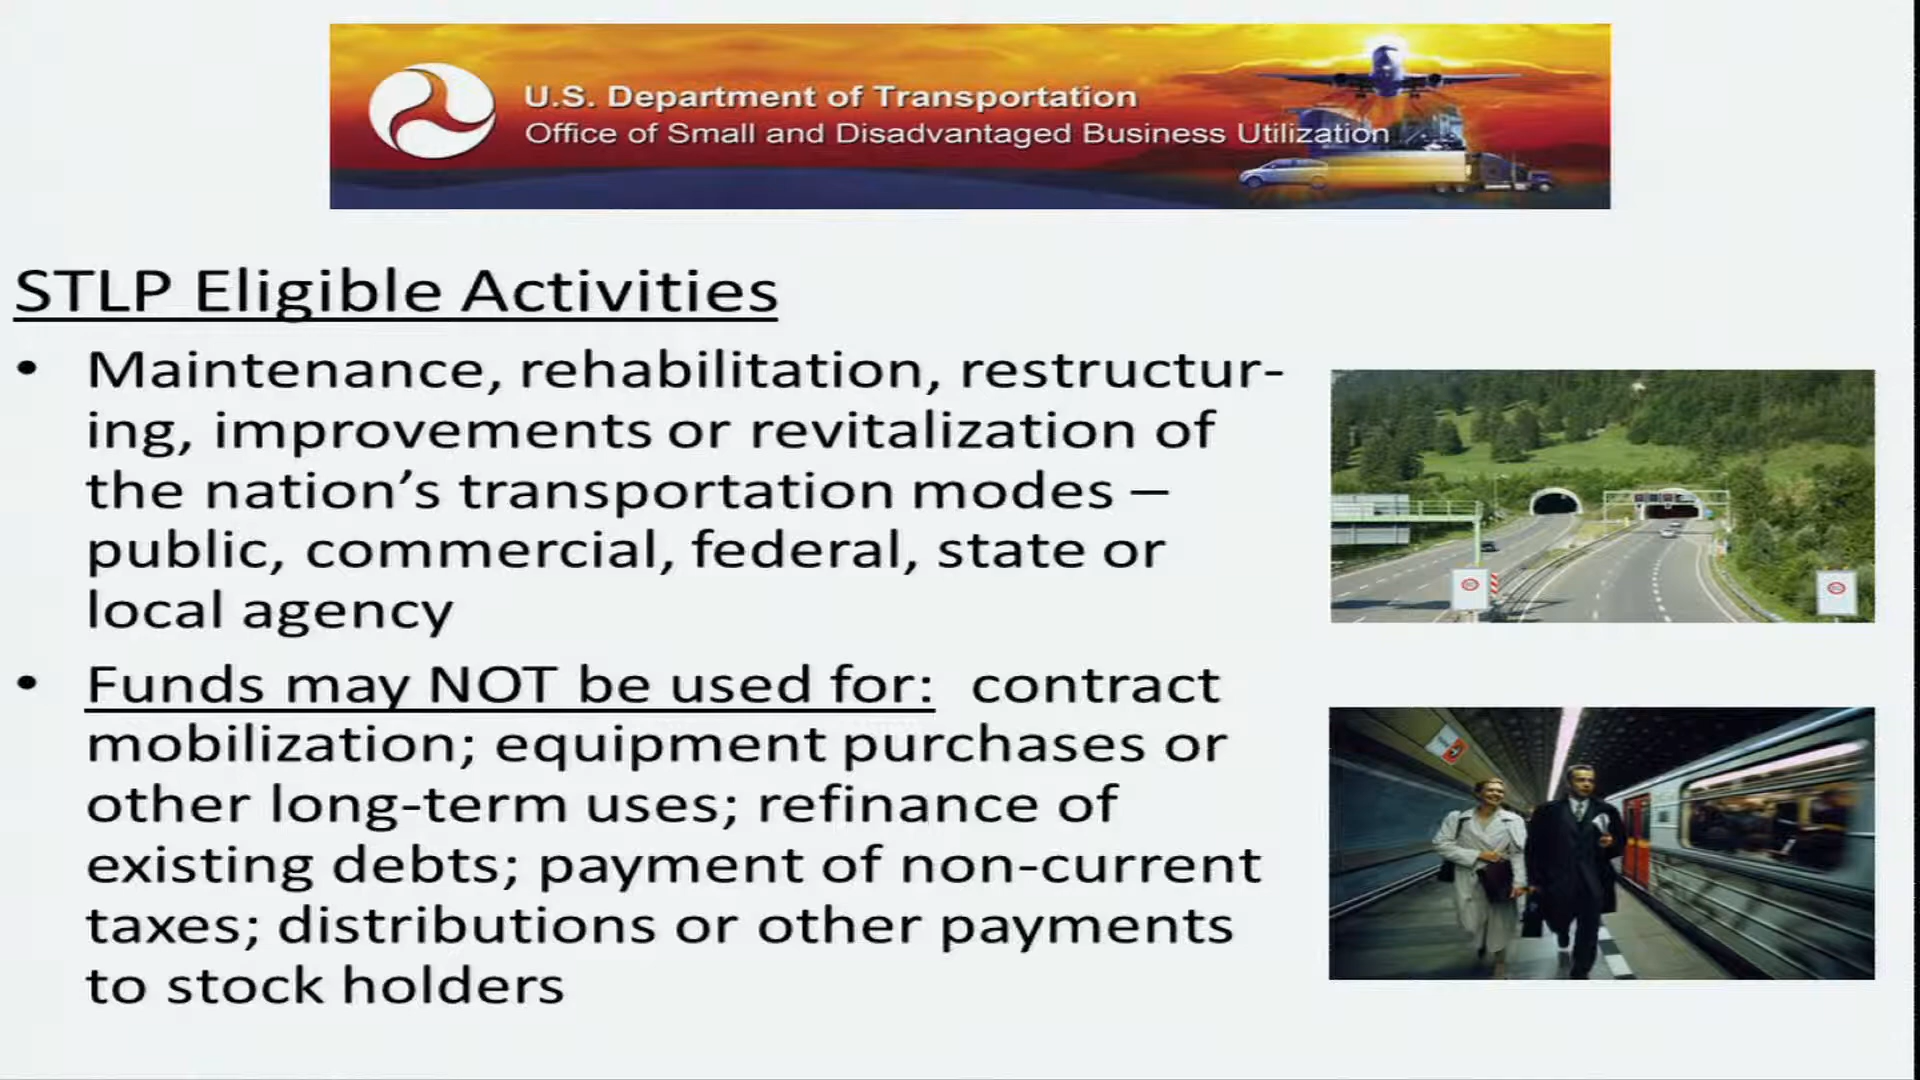 U.S. Department of Transportation
Office of Small and Disadvantaged Business Utilization
STLP Eligible Activities
• Maintenance, rehabilitation, restructur-
ing, improvements or revitalization of
the nation’s transportation modes –
public, commercial, federal, state or
local agency
• Funds may NOT be used for: contract
mobilization; equipment purchases or
other long-term uses; refinance of
existing debts; payment of non-current
taxes; distributions or other payments
to stock holders